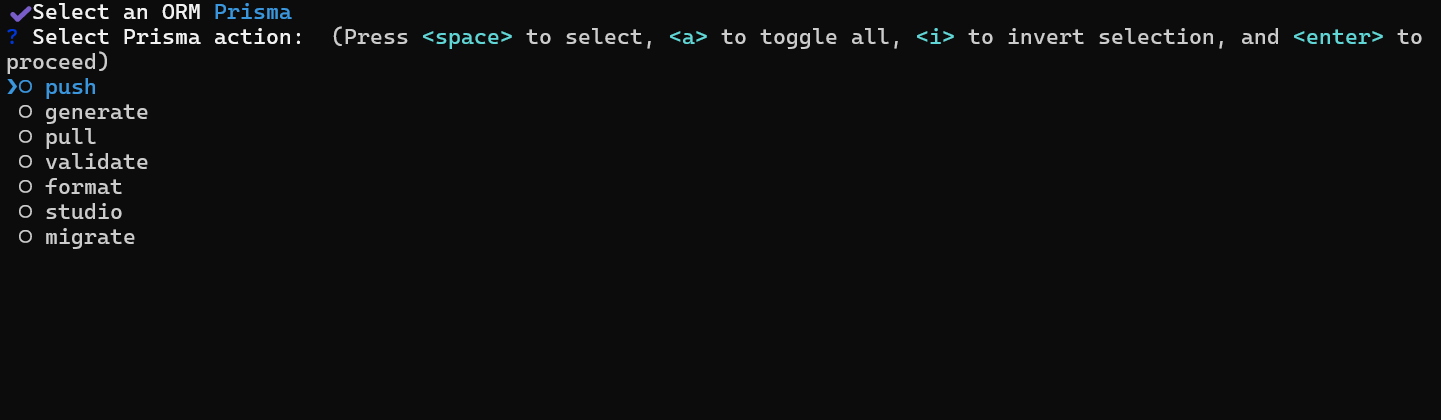 ✔Select an ORM Prisma
? Select Prisma action:  (Press <space> to select, <a> to toggle all, <i> to invert selection, and <enter> to
proceed)
❯○ push
○ generate
○ pull
○ validate
○ format
○ studio
○ migrate